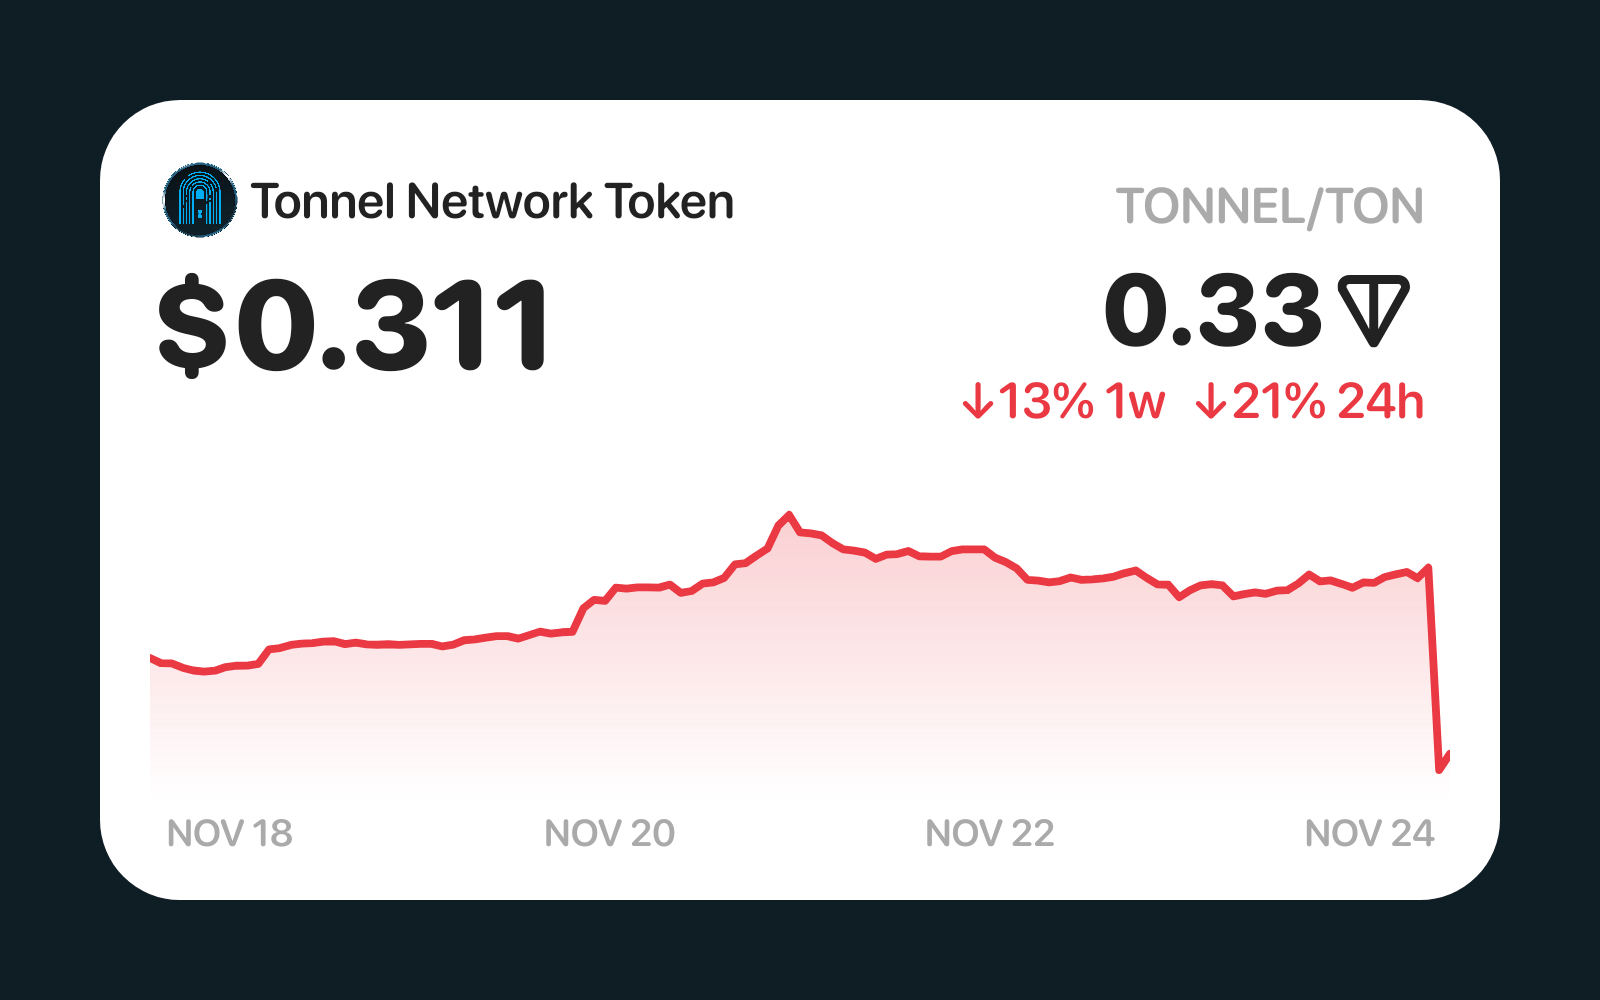 Tonnel Network Token
TONNEL/TON
$0.311
0.33
↓13% 1w ↓21% 24h
NOV 18 NOV 20 NOV 22 NOV 24